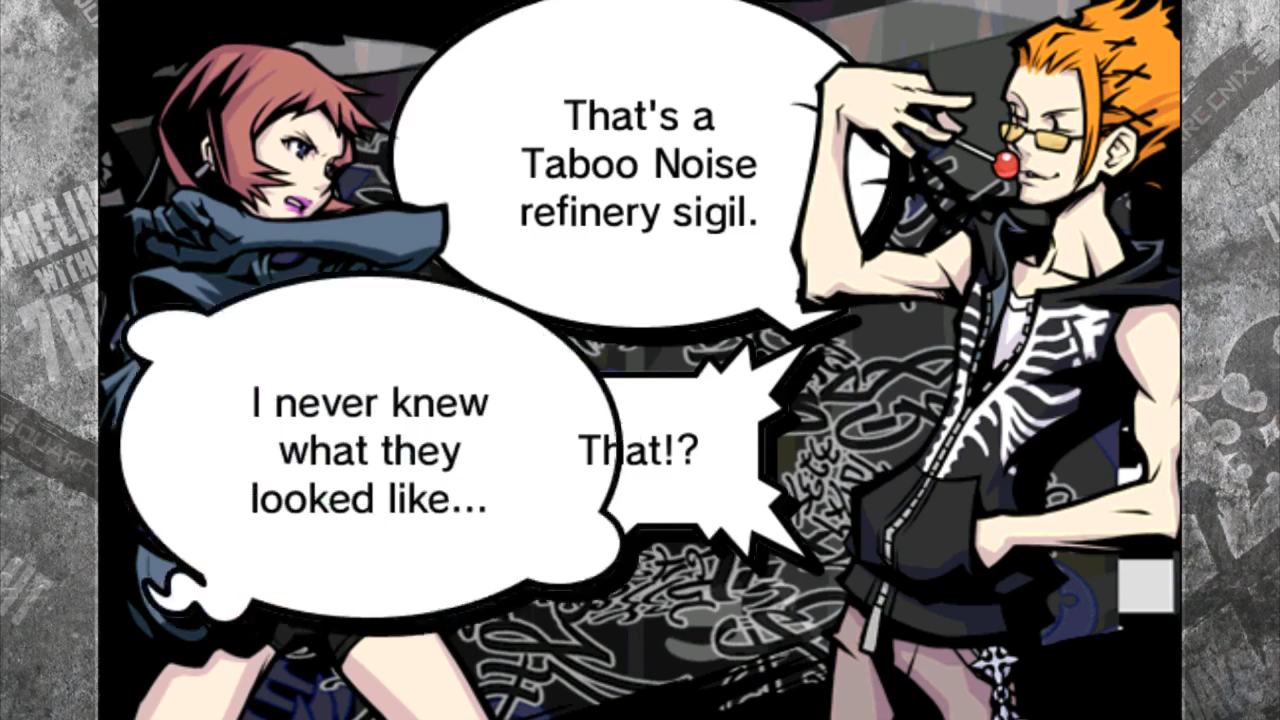 That's a
Taboo Noise
refinery sigil.
That!?
I never knew
what they
looked like...